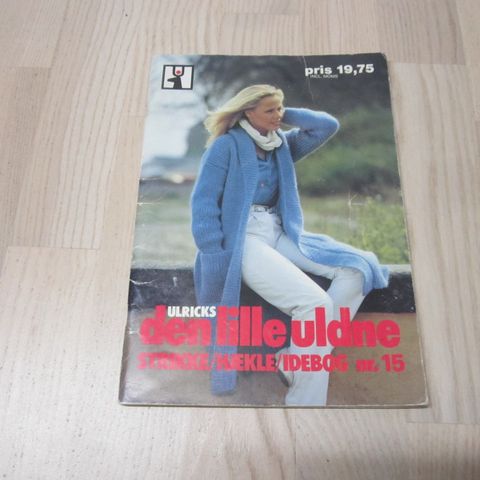 pris 19,75
INCL. MOMS
ULRICKS
den lille uldne
STRIKKE/HÆKLE/IDEBOG nr. 15